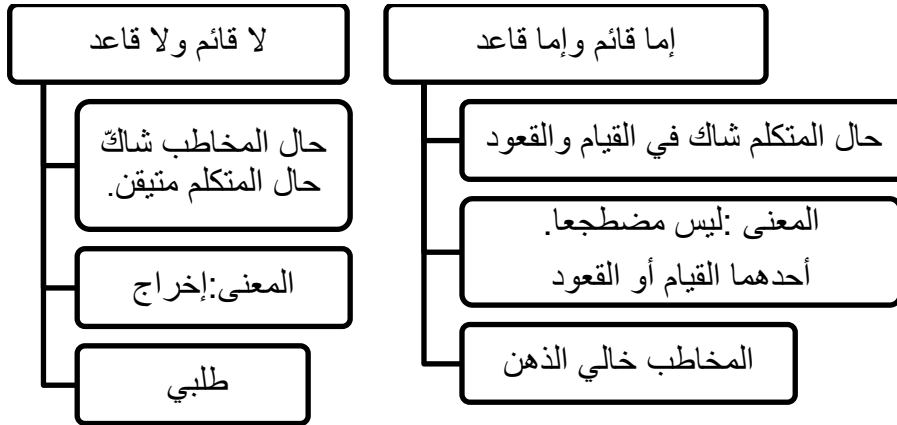 إما قائم وإما قاعد
حال المتكلم شاك في القيام والقعود
المعنى :ليس مضطجعا.
أحدهما القيام أو القعود
المخاطب خالي الذهن
لا قائم ولا قاعد
حال المخاطب شاكّ
حال المتكلم متيقن.
المعنى:إخراج
طلبي